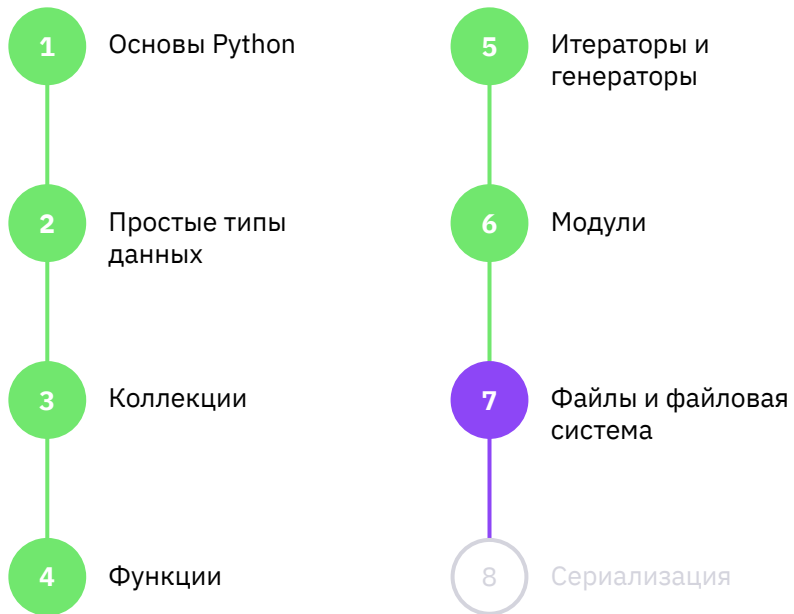 1 Основы Python
2 Простые типы
данных
3 Коллекции
4 Функции
5 Итераторы и
генераторы
6 Модули
7 Файлы и файловая
система
8 Сериализация